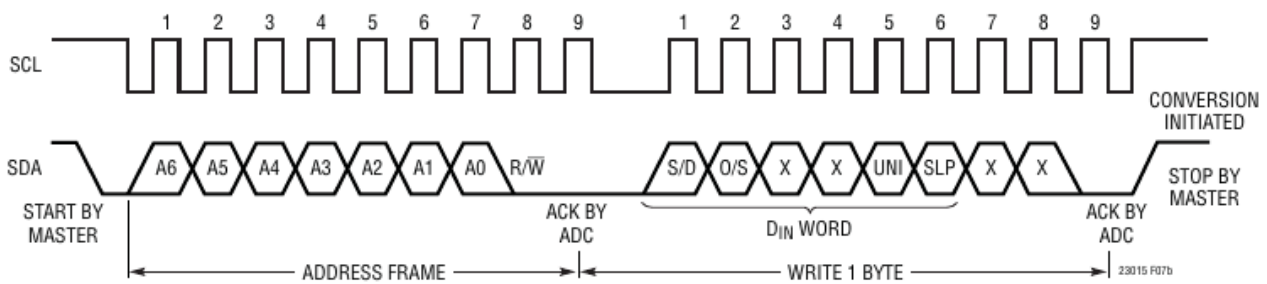 1 2 3 4 5 6 7 8 9 1 2 3 4 5 6 7 8 9
SCL
CONVERSION
INITIATED
SDA A6 A5 A4 A3 A2 A1 A0 R/W̅ S/D O/S X X UNI SLP X X
STOP BY
MASTER
START BY
MASTER
ACK BY
ADC
DIN WORD
ACK BY
ADC
ADDRESS FRAME WRITE 1 BYTE 23015 F07b